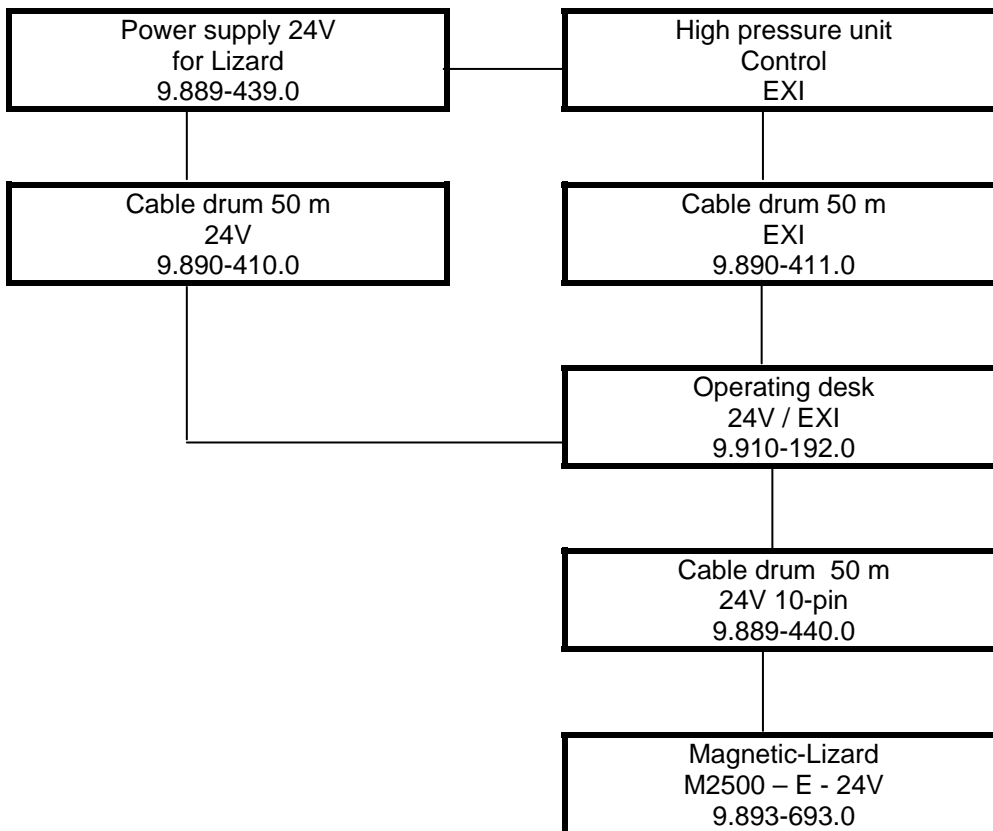 Power supply 24V
for Lizard
9.889-439.0
High pressure unit
Control
EXI
Cable drum 50 m
24V
9.890-410.0
Cable drum 50 m
EXI
9.890-411.0
Operating desk
24V / EXI
9.910-192.0
Cable drum  50 m
24V 10-pin
9.889-440.0
Magnetic-Lizard
M2500 – E - 24V
9.893-693.0